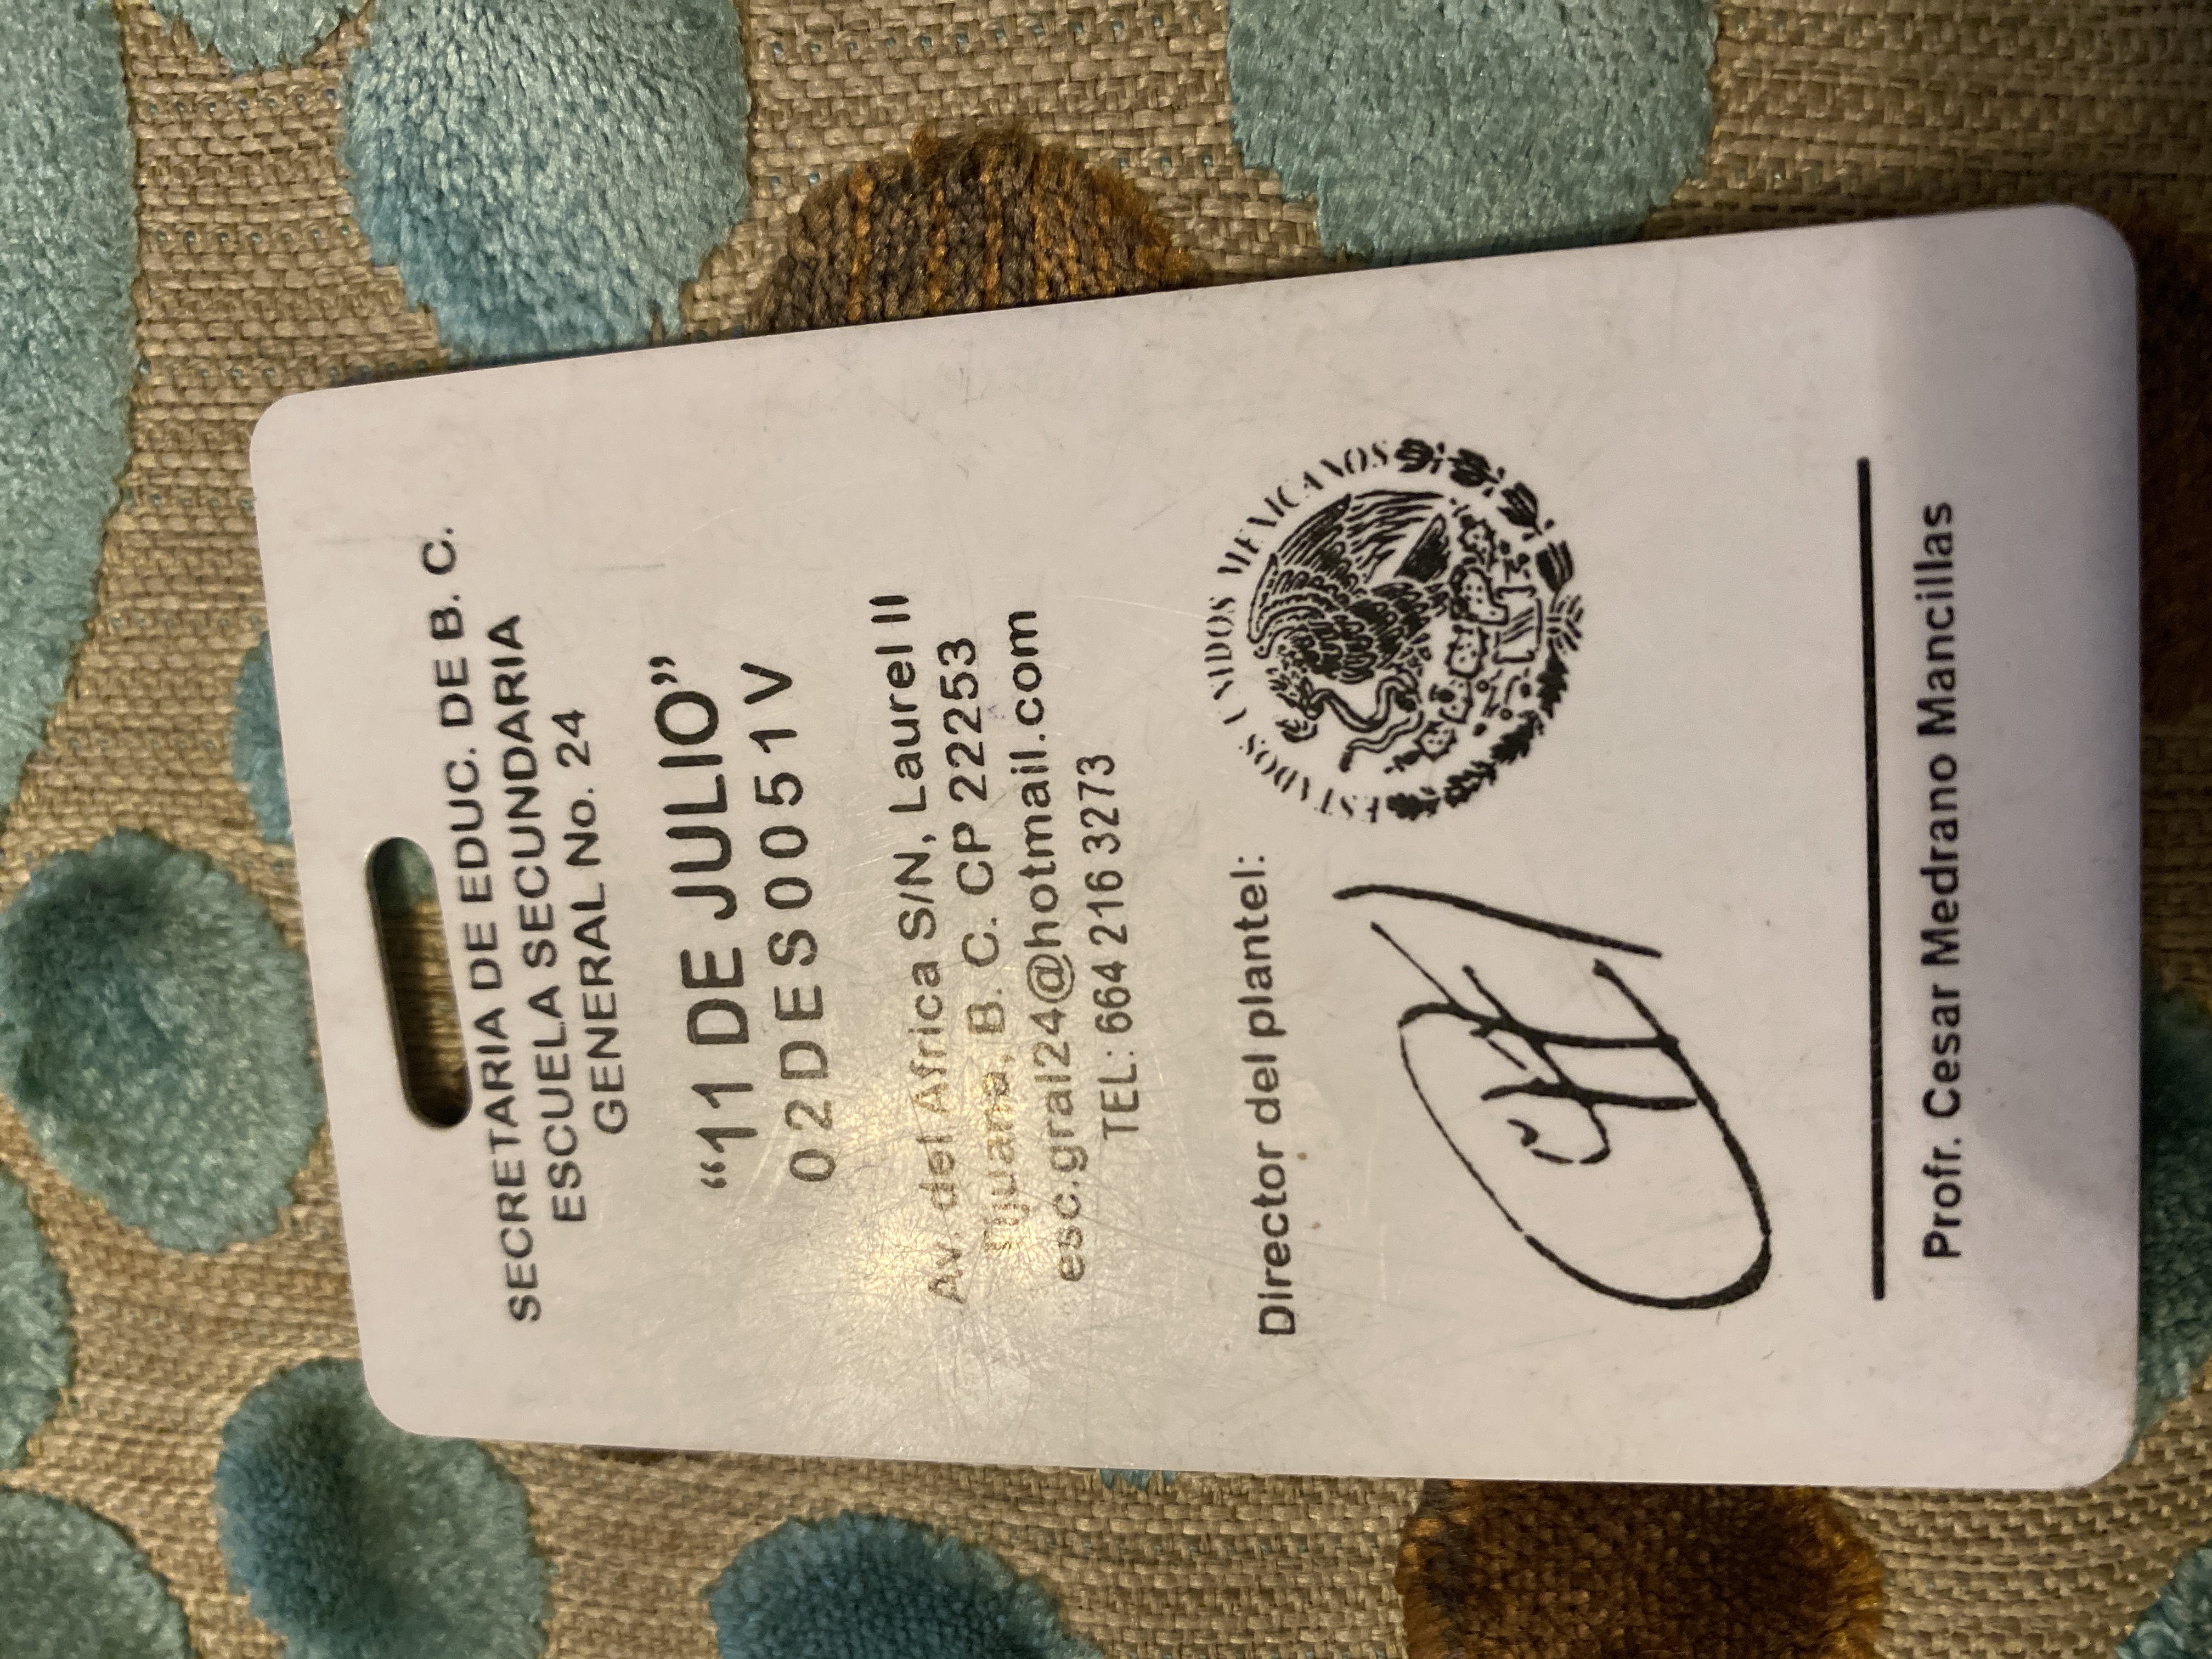 SECRETARIA DE EDUC. DE B. C.
ESCUELA SECUNDARIA
GENERAL No. 24
“11 DE JULIO”
02DES0051V
Av. del Africa S/N, Laurel II
Tijuana, B. C. CP 22253
esc.gral24@hotmail.com
TEL: 664 216 3273
Director del plantel:
ESTADOS UNIDOS MEXICANOS
Profr. Cesar Medrano Mancillas